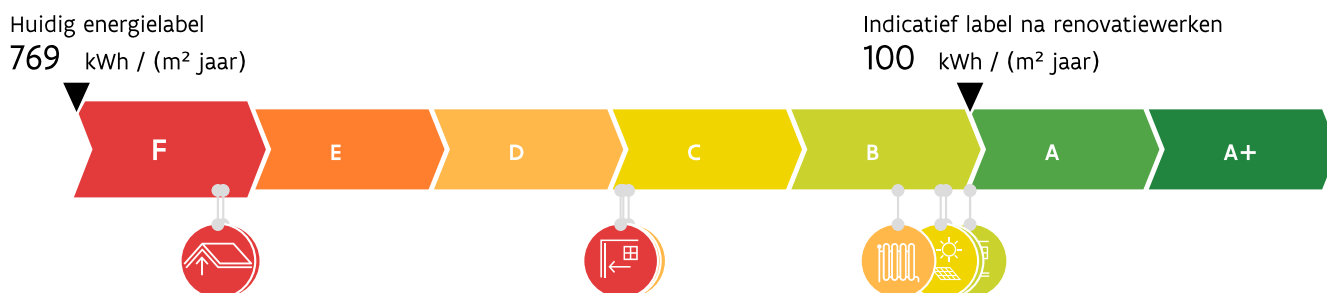 Huidig energielabel
769 kWh / (m² jaar)
Indicatief label na renovatiewerken
100 kWh / (m² jaar)
F E D C B A A+